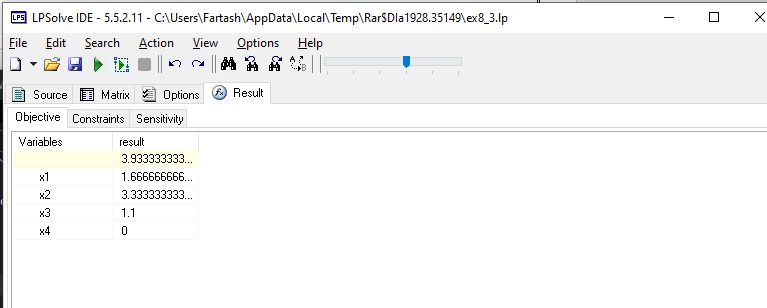 LPS LPSolve IDE - 5.5.2.11 - C:\Users\Fartash\AppData\Local\Temp\Rar$DIa1928.35149\ex8_3.lp
File Edit Search Action View Options Help
Source Matrix Options Result
Objective Constraints Sensitivity
Variables result
3.933333333...
x1 1.666666666...
x2 3.333333333...
x3 1.1
x4 0